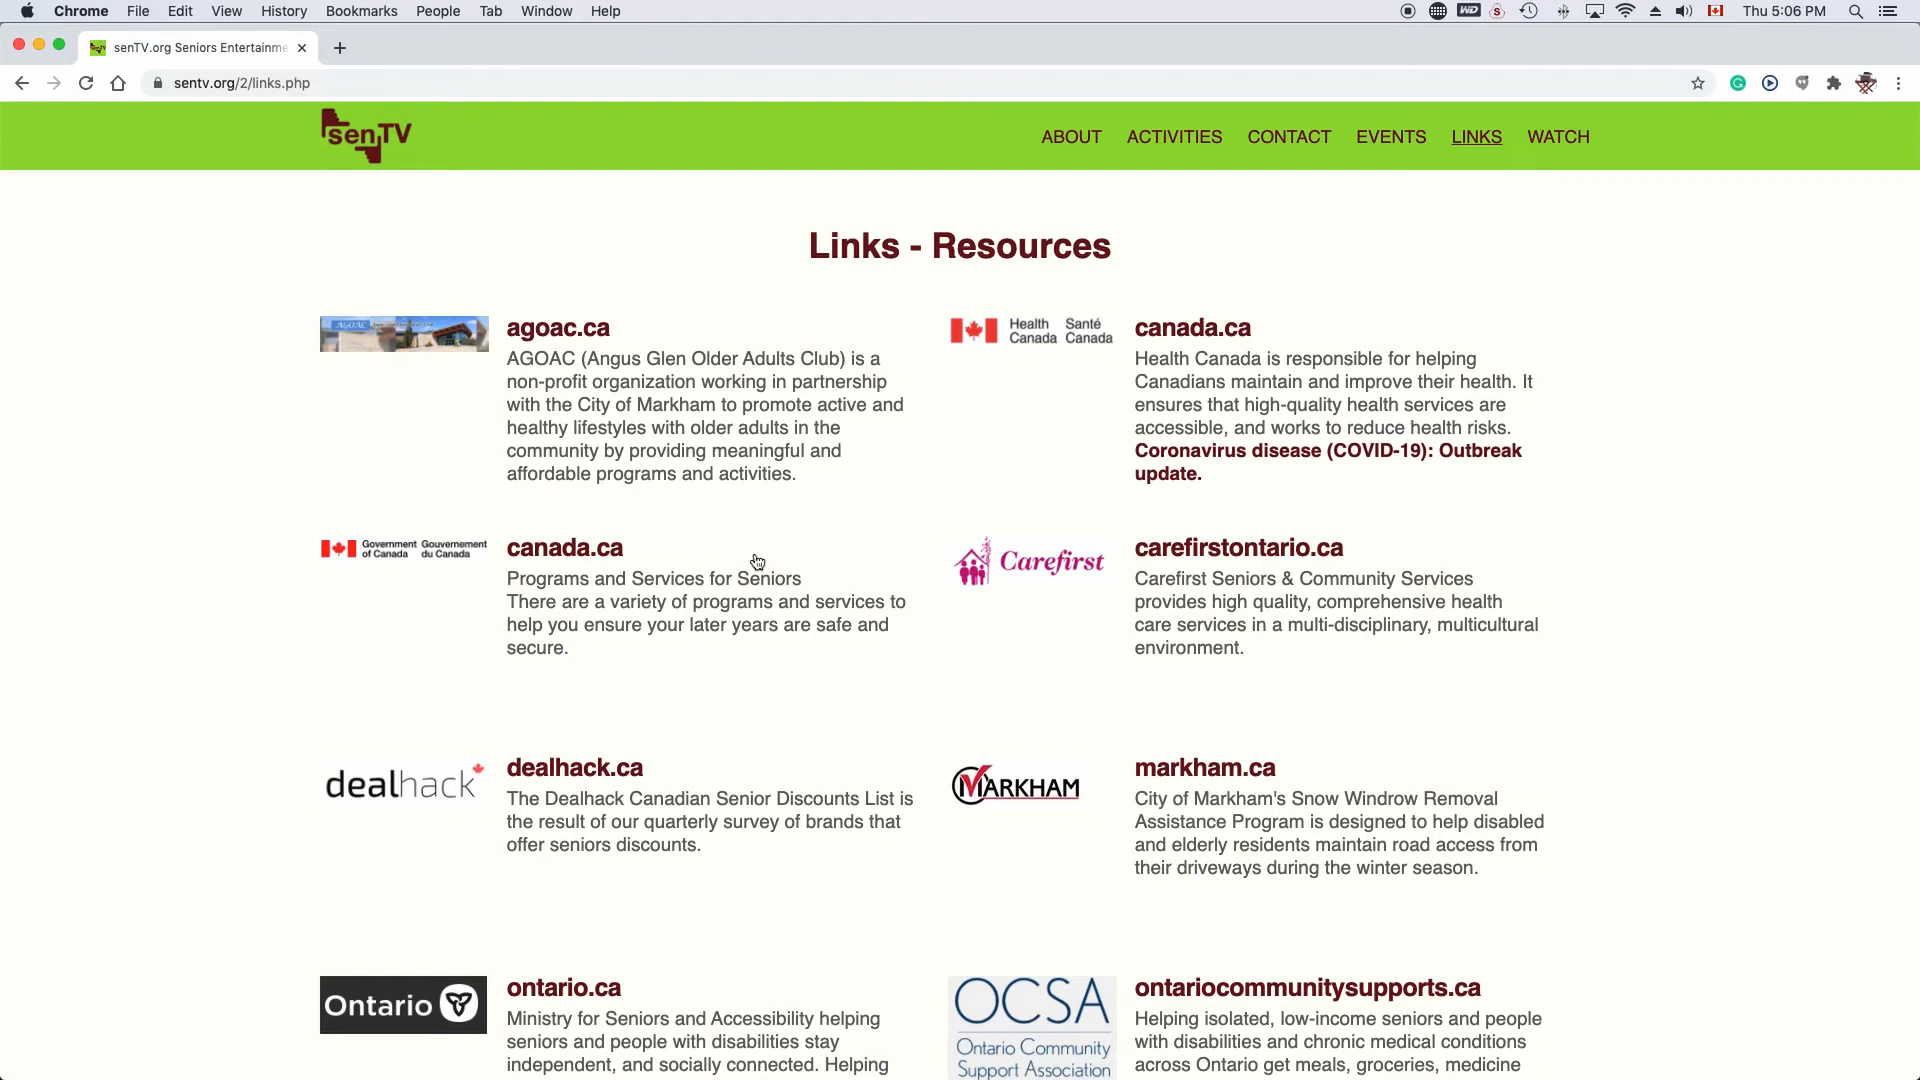 Chrome File Edit View History Bookmarks People Tab Window Help
WD S Thu 5:06 PM
senTV.org Seniors Entertainme
sentv.org/2/links.php
senTV
ABOUT ACTIVITIES CONTACT EVENTS LINKS WATCH
Links - Resources
AGOAC
agoac.ca
AGOAC (Angus Glen Older Adults Club) is a
non-profit organization working in partnership
with the City of Markham to promote active and
healthy lifestyles with older adults in the
community by providing meaningful and
affordable programs and activities.
Health Santé
Canada Canada
canada.ca
Health Canada is responsible for helping
Canadians maintain and improve their health. It
ensures that high-quality health services are
accessible, and works to reduce health risks.
Coronavirus disease (COVID-19): Outbreak
update.
Government Gouvernement
of Canada du Canada
canada.ca
Programs and Services for Seniors
There are a variety of programs and services to
help you ensure your later years are safe and
secure.
Carefirst
carefirstontario.ca
Carefirst Seniors & Community Services
provides high quality, comprehensive health
care services in a multi-disciplinary, multicultural
environment.
dealhack
dealhack.ca
The Dealhack Canadian Senior Discounts List is
the result of our quarterly survey of brands that
offer seniors discounts.
MARKHAM
markham.ca
City of Markham's Snow Windrow Removal
Assistance Program is designed to help disabled
and elderly residents maintain road access from
their driveways during the winter season.
Ontario
ontario.ca
Ministry for Seniors and Accessibility helping
seniors and people with disabilities stay
independent, and socially connected. Helping
OCSA
Ontario Community
Support Association
ontariocommunitysupports.ca
Helping isolated, low-income seniors and people
with disabilities and chronic medical conditions
across Ontario get meals, groceries, medicine